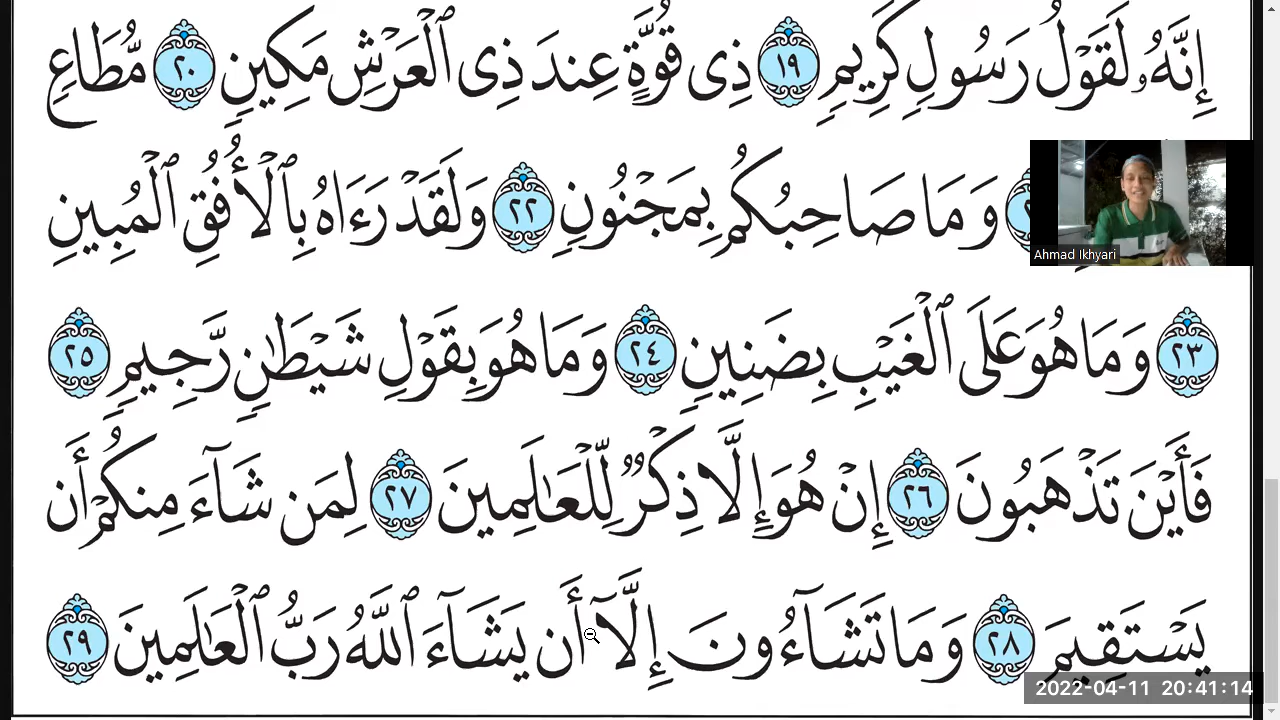 إِنَّهُۥ لَقَوۡلُ رَسُولٖ كَرِيمٖ ١٩ ذِي قُوَّةٍ عِندَ ذِي ٱلۡعَرۡشِ مَكِينٖ ٢٠ مُّطَاعٖ
وَمَا صَاحِبُكُم بِمَجۡنُونٖ ٢٢ وَلَقَدۡ رَءَاهُ بِٱلۡأُفُقِ ٱلۡمُبِينِ
Ahmad Ikhyari
٢٣ وَمَا هُوَ عَلَى ٱلۡغَيۡبِ بِضَنِينٖ ٢٤ وَمَا هُوَ بِقَوۡلِ شَيۡطَٰنٖ رَّجِيمٖ ٢٥
فَأَيۡنَ تَذۡهَبُونَ ٢٦ إِنۡ هُوَ إِلَّا ذِكۡرٞ لِّلۡعَٰلَمِينَ ٢٧ لِمَن شَآءَ مِنكُمۡ أَن
يَسۡتَقِيمَ ٢٨ وَمَا تَشَآءُونَ إِلَّآ أَن يَشَآءَ ٱللَّهُ رَبُّ ٱلۡعَٰلَمِينَ ٢٩
2022-04-11 20:41:14